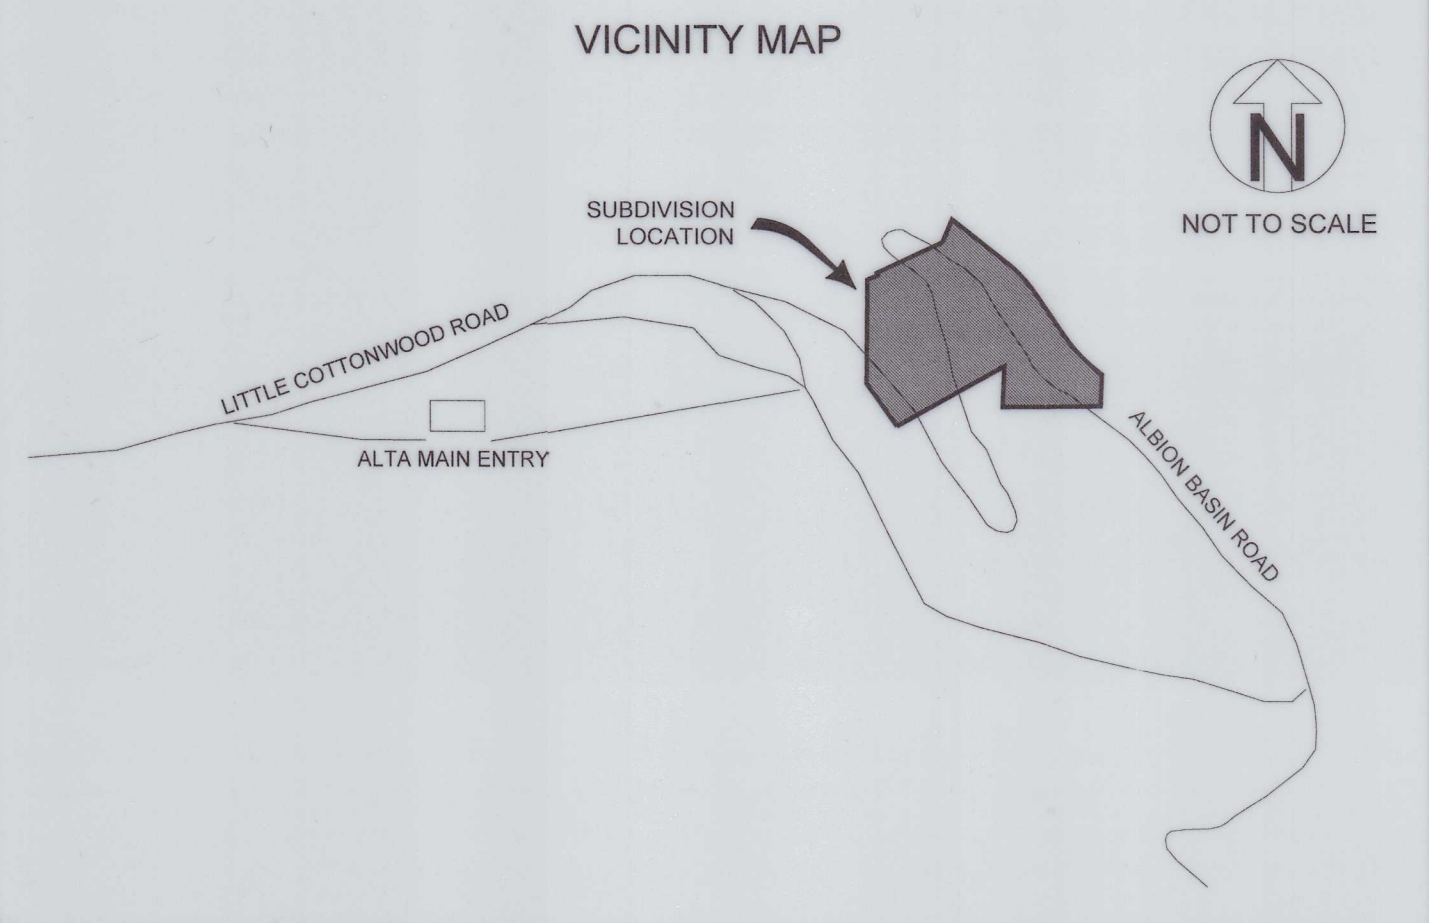 VICINITY MAP
N
NOT TO SCALE
SUBDIVISION
LOCATION
LITTLE COTTONWOOD ROAD
ALTA MAIN ENTRY
ALBION BASIN ROAD